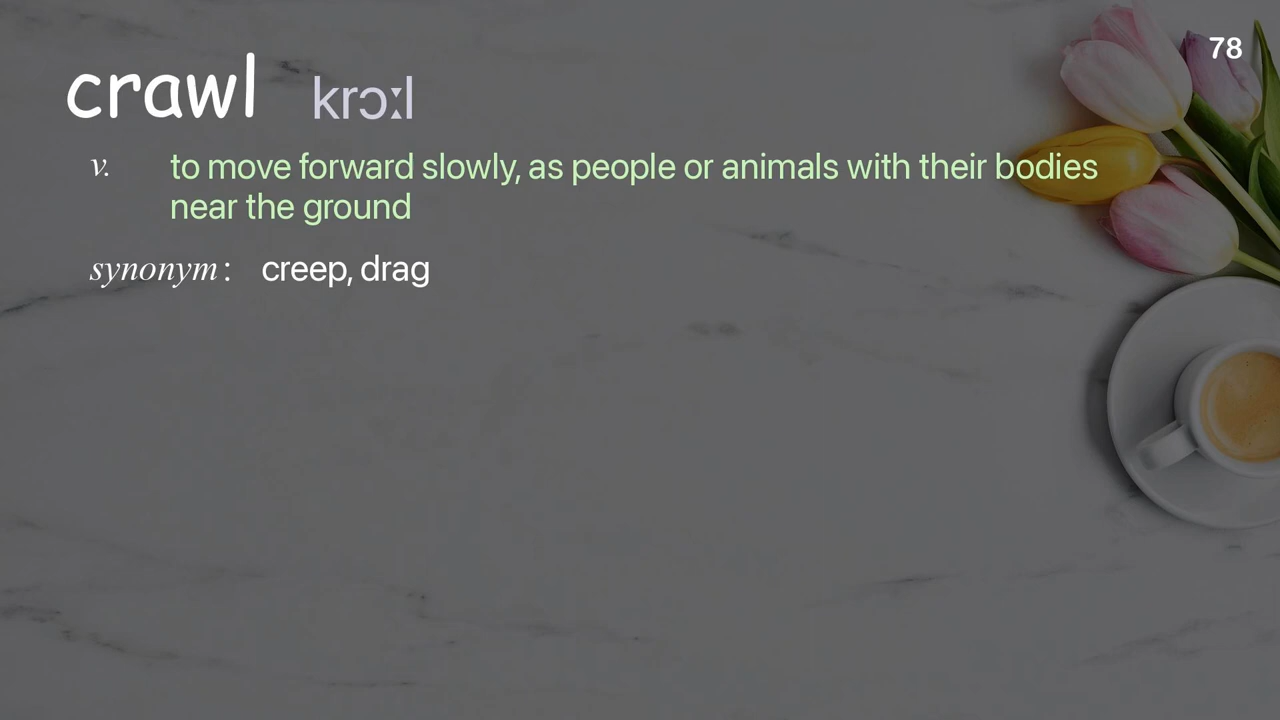 78
crawl krɔːl
v. to move forward slowly, as people or animals with their bodies
near the ground
synonym: creep, drag